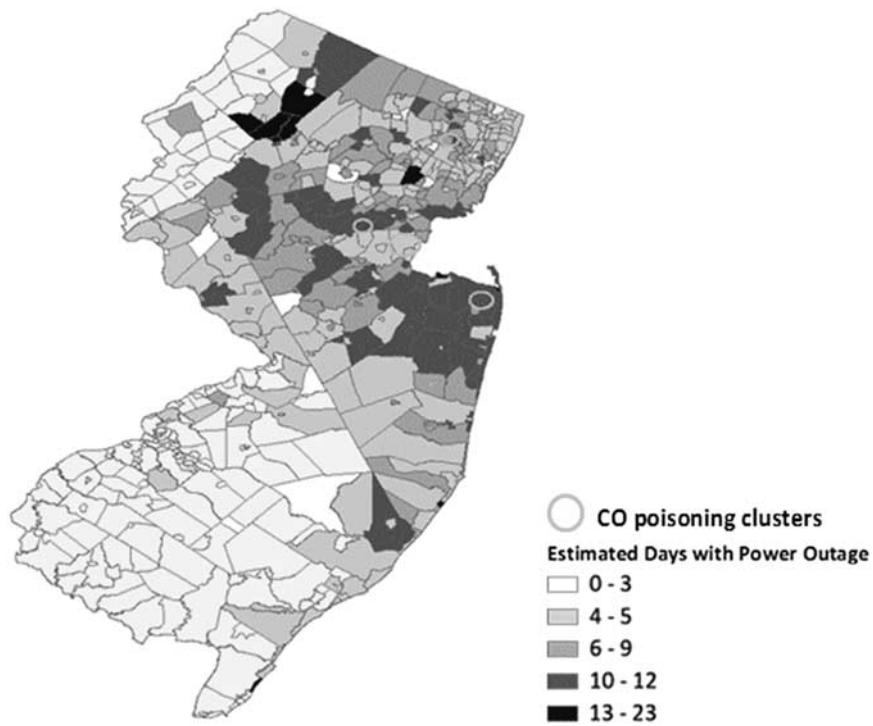 CO poisoning clusters
Estimated Days with Power Outage
0 - 3
4 - 5
6 - 9
10 - 12
13 - 23